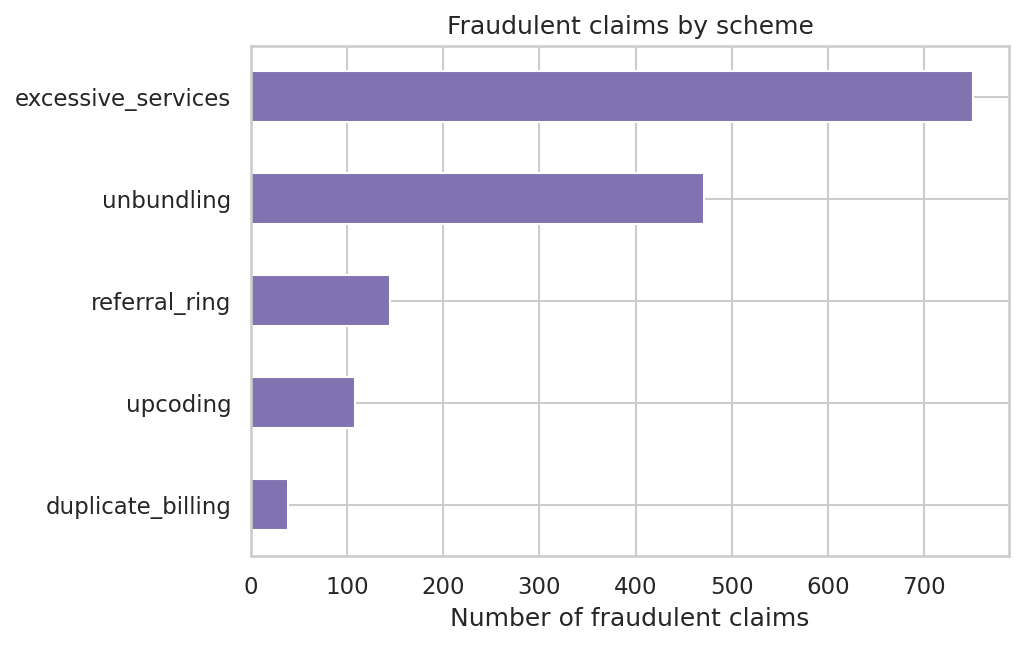 Fraudulent claims by scheme
excessive_services
unbundling
referral_ring
upcoding
duplicate_billing
0 100 200 300 400 500 600 700
Number of fraudulent claims